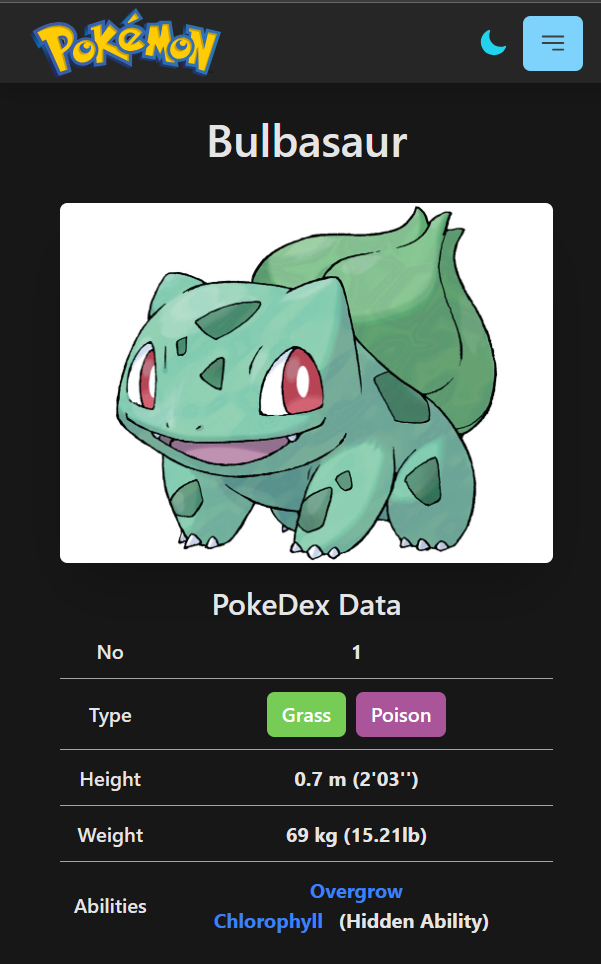 Pokémon
Bulbasaur
PokeDex Data
No 1
Type Grass Poison
Height 0.7 m (2'03'')
Weight 69 kg (15.21lb)
Abilities Overgrow
Chlorophyll (Hidden Ability)